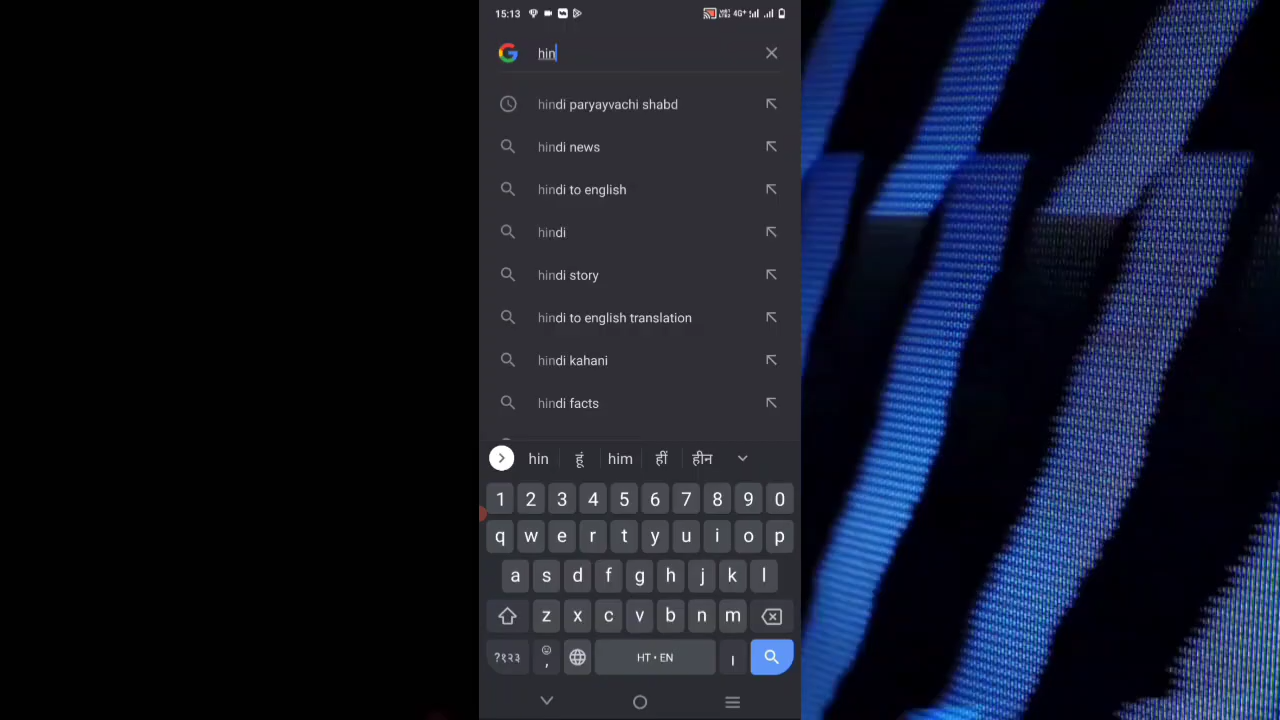 15:13 4G+
hin
hindi paryayvachi shabd
hindi news
hindi to english
hindi
hindi story
hindi to english translation
hindi kahani
hindi facts
hin हूं him हीं हीन
1 2 3 4 5 6 7 8 9 0
q w e r t y u i o p
a s d f g h j k l
z x c v b n m
?१२३ , HT • EN ।